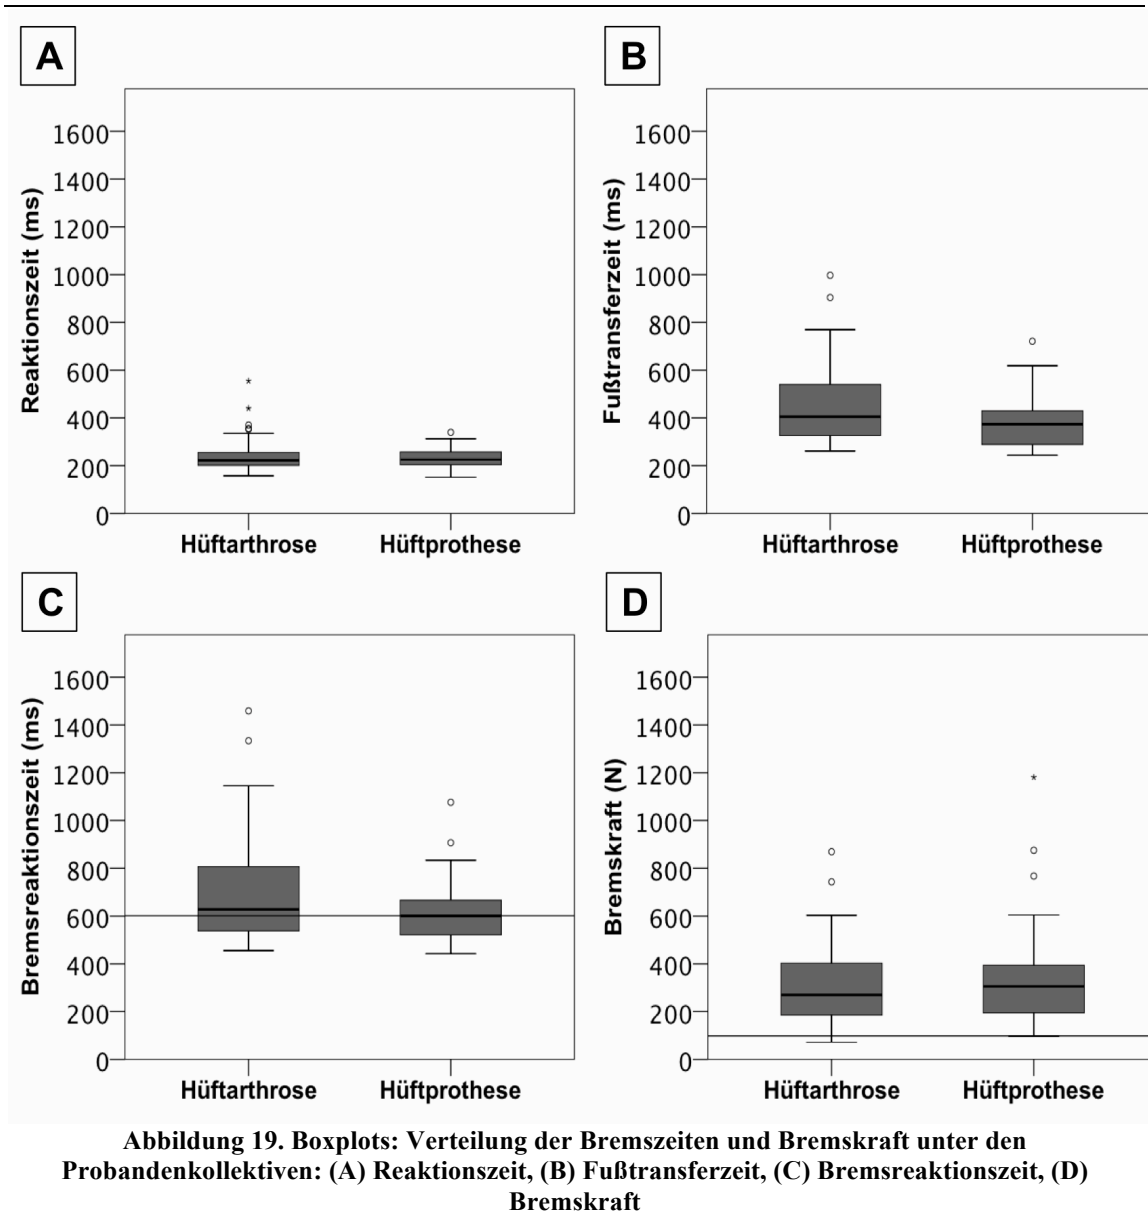 A
Reaktionszeit (ms)
1600
1400
1200
1000
800
600
400
200
0
Hüftarthrose Hüftprothese
B
Fußtransferzeit (ms)
1600
1400
1200
1000
800
600
400
200
0
Hüftarthrose Hüftprothese
C
Bremsreaktionszeit (ms)
1600
1400
1200
1000
800
600
400
200
0
Hüftarthrose Hüftprothese
D
Bremskraft (N)
1600
1400
1200
1000
800
600
400
200
0
Hüftarthrose Hüftprothese
Abbildung 19. Boxplots: Verteilung der Bremszeiten und Bremskraft unter den
Probandenkollektiven: (A) Reaktionszeit, (B) Fußtransferzeit, (C) Bremsreaktionszeit, (D)
Bremskraft